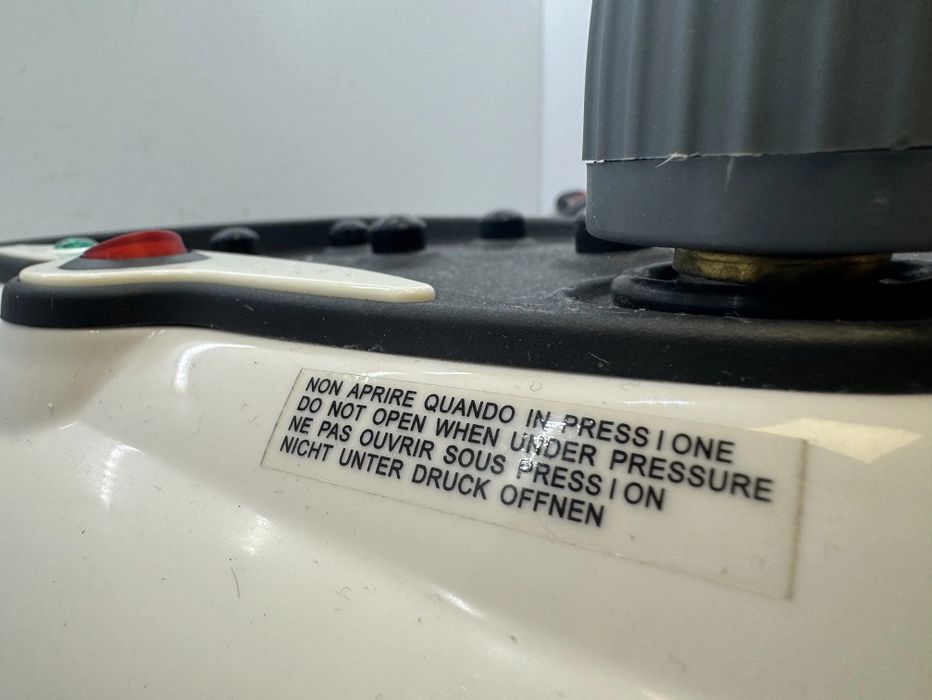 NON APRIRE QUANDO IN PRESSIONE
DO NOT OPEN WHEN UNDER PRESSURE
NE PAS OUVRIR SOUS PRESSION
NICHT UNTER DRUCK OFFNEN